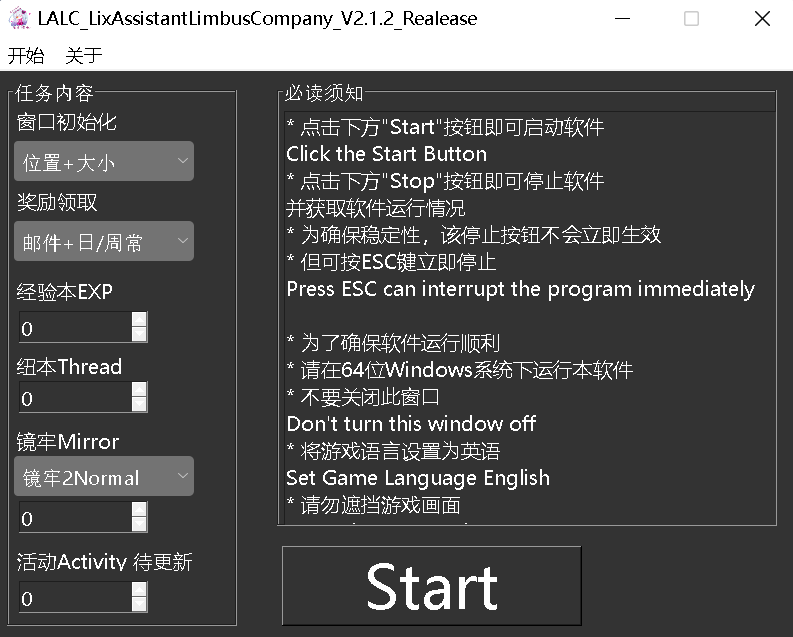 LALC_LixAssistantLimbusCompany_V2.1.2_Realease
开始 关于
任务内容
窗口初始化
位置+大小
奖励领取
邮件+日/周常
经验本EXP
0
纽本Thread
0
镜牢Mirror
镜牢2Normal
0
活动Activity 待更新
0
必读须知
* 点击下方"Start"按钮即可启动软件
Click the Start Button
* 点击下方"Stop"按钮即可停止软件
并获取软件运行情况
* 为确保稳定性，该停止按钮不会立即生效
* 但可按ESC键立即停止
Press ESC can interrupt the program immediately
* 为了确保软件运行顺利
* 请在64位Windows系统下运行本软件
* 不要关闭此窗口
Don't turn this window off
* 将游戏语言设置为英语
Set Game Language English
* 请勿遮挡游戏画面
Start